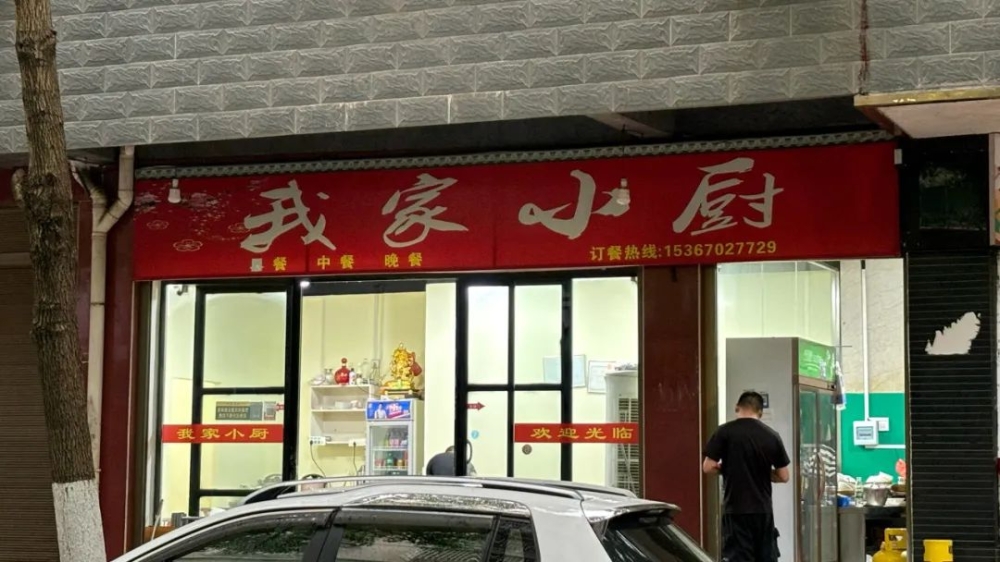 我家小厨
早餐 中餐 晚餐
订餐热线:15367027729
我家小厨
欢迎光临